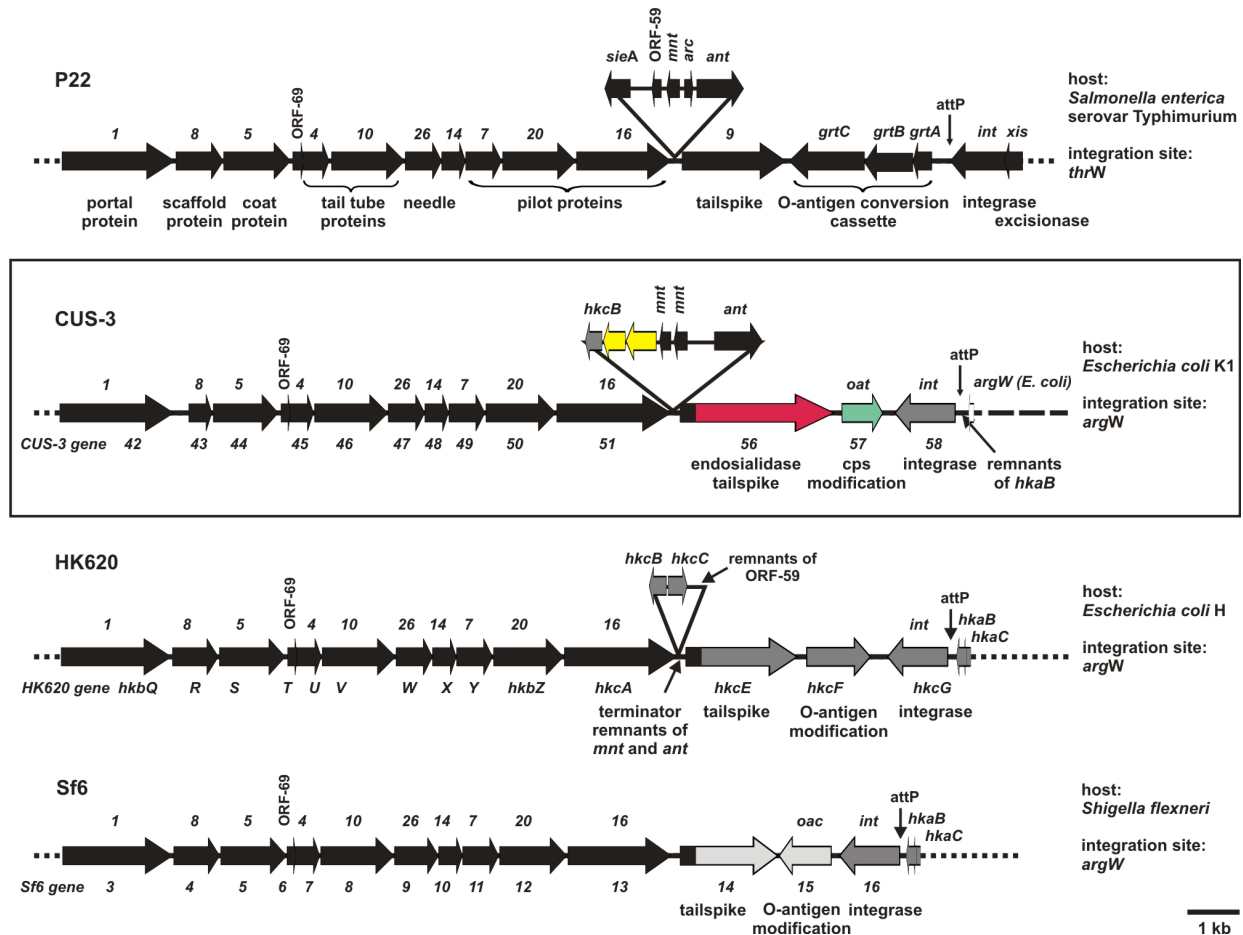 P22
sieA ORF-59 mnt arc ant
1 8 5 ORF-69 4 10 26 14 7 20 16 9 grtC grtB grtA attP int xis
portal protein
scaffold protein
coat protein
tail tube proteins
needle
pilot proteins
tailspike
O-antigen conversion cassette
integrase
excisionase
host:
Salmonella enterica
serovar Typhimurium
integration site:
thrW
CUS-3
hkcB mnt mnt ant
1 8 5 ORF-69 4 10 26 14 7 20 16 oat int attP argW (E. coli)
CUS-3 gene 42 43 44 45 46 47 48 49 50 51 56 57 58
endosialidase tailspike
cps modification
integrase
remnants of hkaB
host:
Escherichia coli K1
integration site:
argW
HK620
hkcB hkcC
remnants of
ORF-59
1 8 5 ORF-69 4 10 26 14 7 20 16 int attP hkaB
hkaC
HK620 gene hkbQ R S T U V W X Y hkbZ hkcA hkcE hkcF hkcG
terminator
remnants of
mnt and ant
tailspike
O-antigen
modification
integrase
host:
Escherichia coli H
integration site:
argW
Sf6
1 8 5 ORF-69 4 10 26 14 7 20 16 oac int attP hkaB
hkaC
Sf6 gene 3 4 5 6 7 8 9 10 11 12 13 14 15 16
tailspike
O-antigen
modification
integrase
host:
Shigella flexneri
integration site:
argW
1 kb